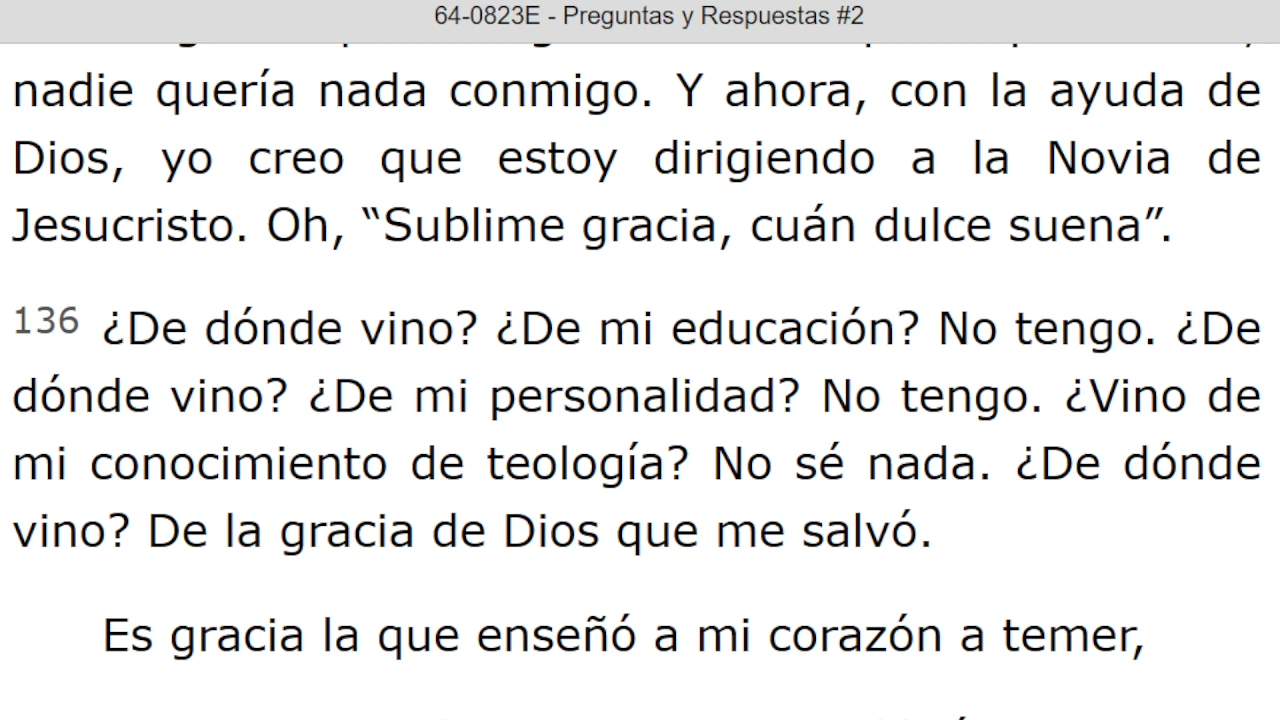 64-0823E - Preguntas y Respuestas #2
nadie quería nada conmigo. Y ahora, con la ayuda de
Dios, yo creo que estoy dirigiendo a la Novia de
Jesucristo. Oh, “Sublime gracia, cuán dulce suena”.
136 ¿De dónde vino? ¿De mi educación? No tengo. ¿De
dónde vino? ¿De mi personalidad? No tengo. ¿Vino de
mi conocimiento de teología? No sé nada. ¿De dónde
vino? De la gracia de Dios que me salvó.
Es gracia la que enseñó a mi corazón a temer,